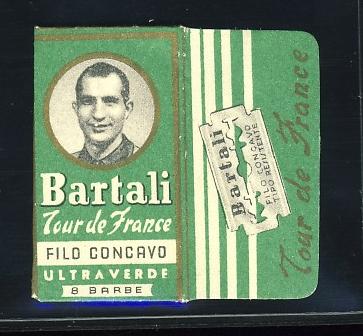 Bartali
Tour de France
FILO CONCAVO
ULTRAVERDE
8 BARBE
Bartali
FILO CONCAVO
TIPO RESISTENTE
Tour de France